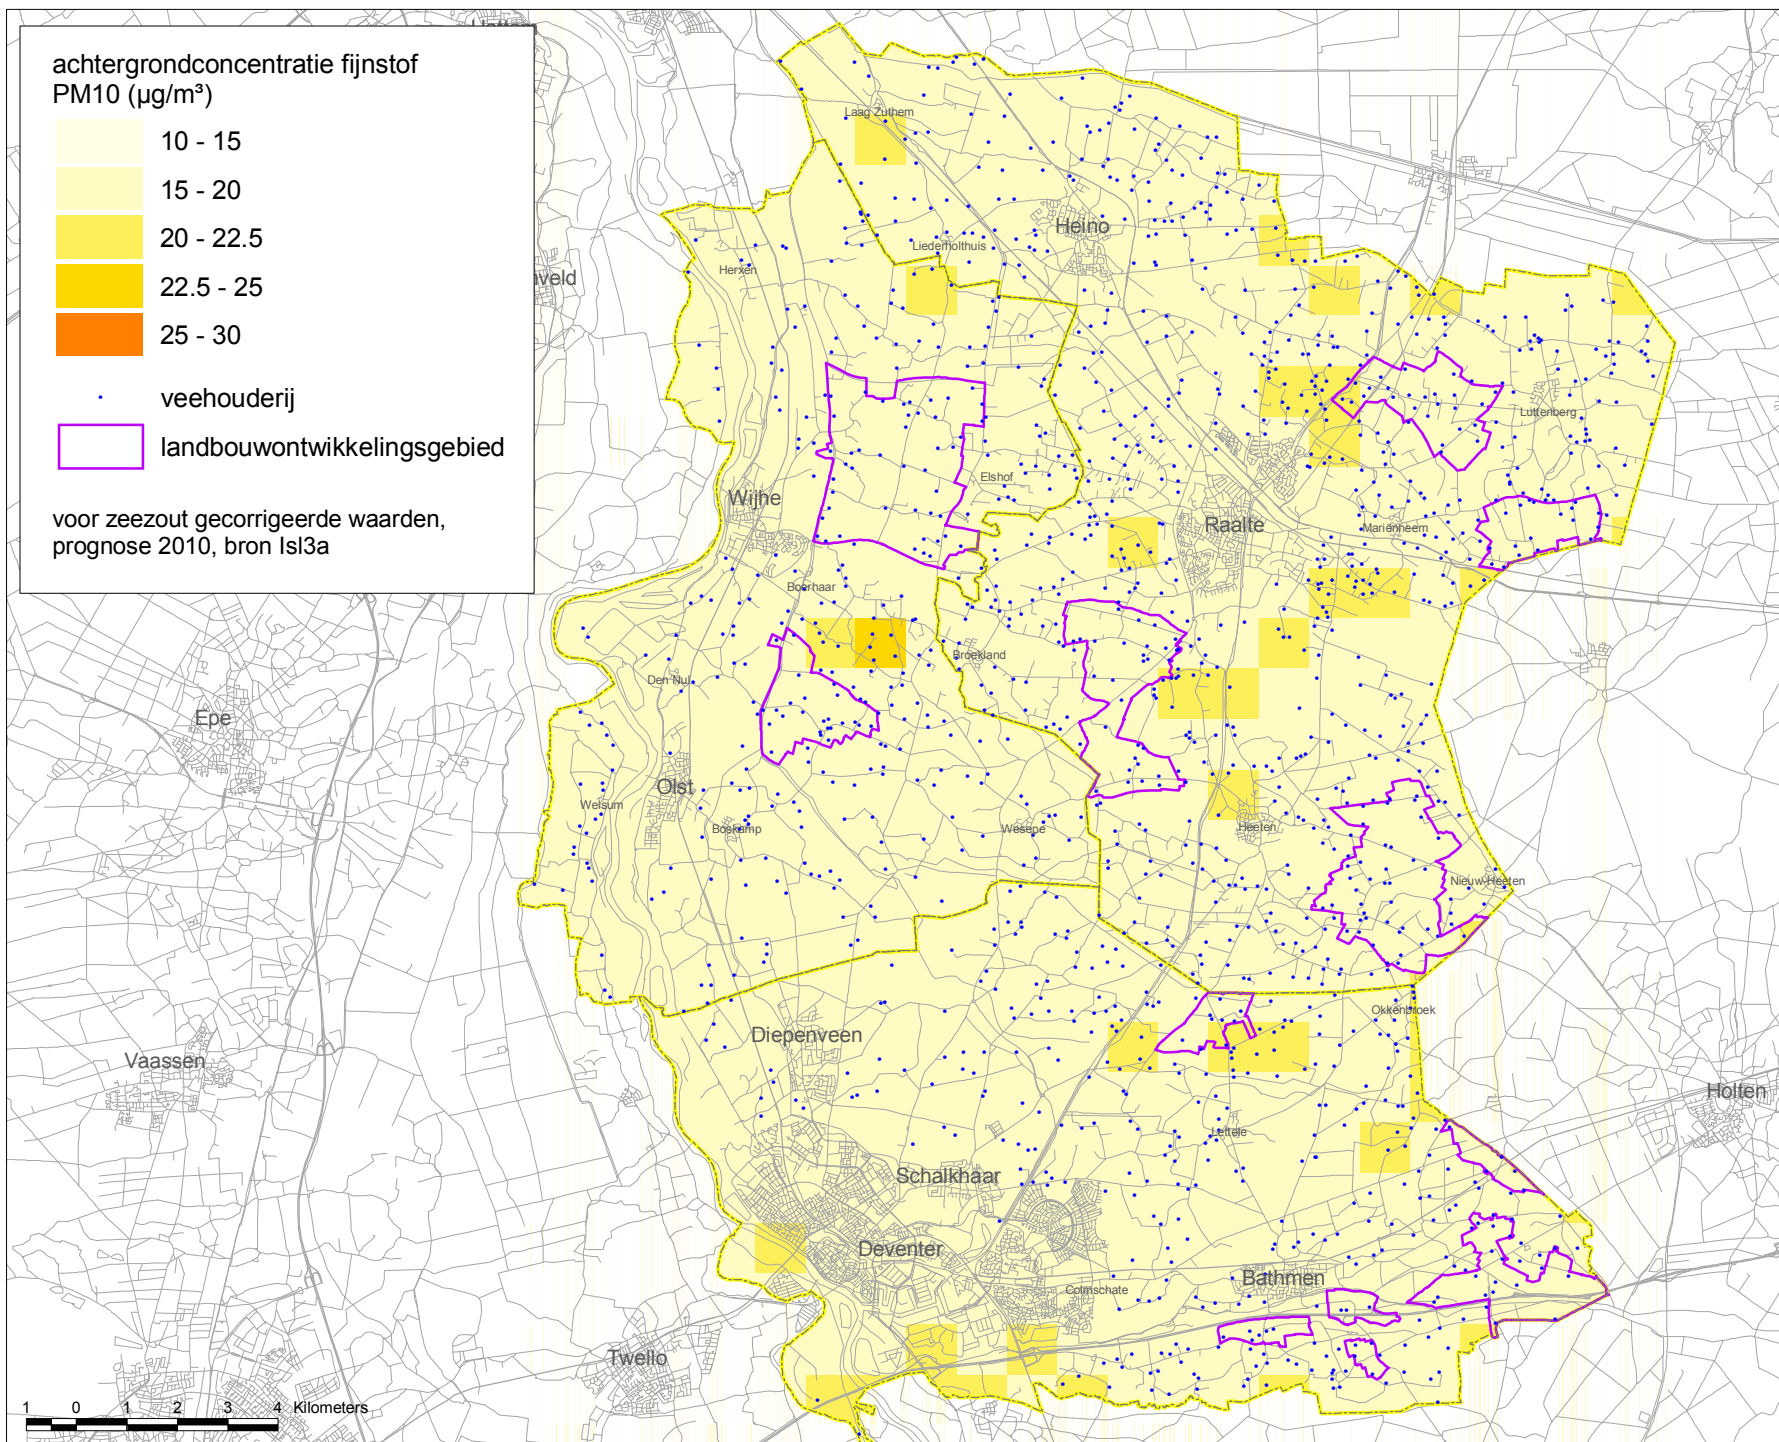 achtergrondconcentratie fijnstof
PM10 (µg/m³)
10 - 15
15 - 20
20 - 22.5
22.5 - 25
25 - 30
veehouderij
landbouwontwikkelingsgebied
voor zeezout gecorrigeerde waarden,
prognose 2010, bron Isl3a
Laag Zuthem
Heino
Liederholthuis
Herxen
nveld
Luttenberg
Elshof
Wijhe
Raalte
Mariënheem
Boerhaar
Broekland
Den Nul
Epe
Olst
Welsum
Boskamp
Wesepe
Heeten
Nieuw-Heeten
Okkenbroek
Diepenveen
Vaassen
Holten
Lettele
Schalkhaar
Deventer
Bathmen
Colmschate
Twello
1 0 1 2 3 4 Kilometers